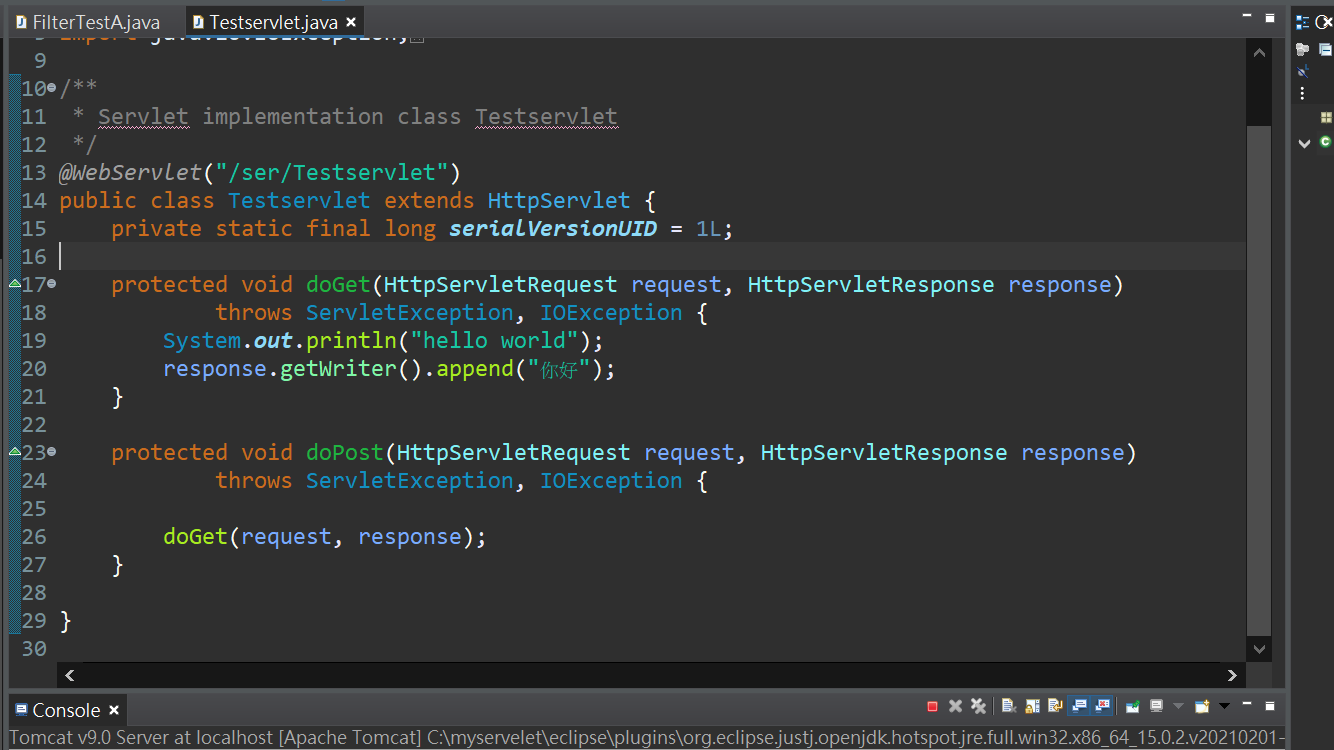 FilterTestA.java
Testservlet.java
9
10 /**
11 * Servlet implementation class Testservlet
12 */
13 @WebServlet("/ser/Testservlet")
14 public class Testservlet extends HttpServlet {
15 private static final long serialVersionUID = 1L;
16
17 protected void doGet(HttpServletRequest request, HttpServletResponse response)
18 throws ServletException, IOException {
19 System.out.println("hello world");
20 response.getWriter().append("你好");
21 }
22
23 protected void doPost(HttpServletRequest request, HttpServletResponse response)
24 throws ServletException, IOException {
25
26 doGet(request, response);
27 }
28
29 }
30
Console
Tomcat v9.0 Server at localhost [Apache Tomcat] C:\myservelet\eclipse\plugins\org.eclipse.justj.openjdk.hotspot.jre.full.win32.x86_64_15.0.2.v20210201-